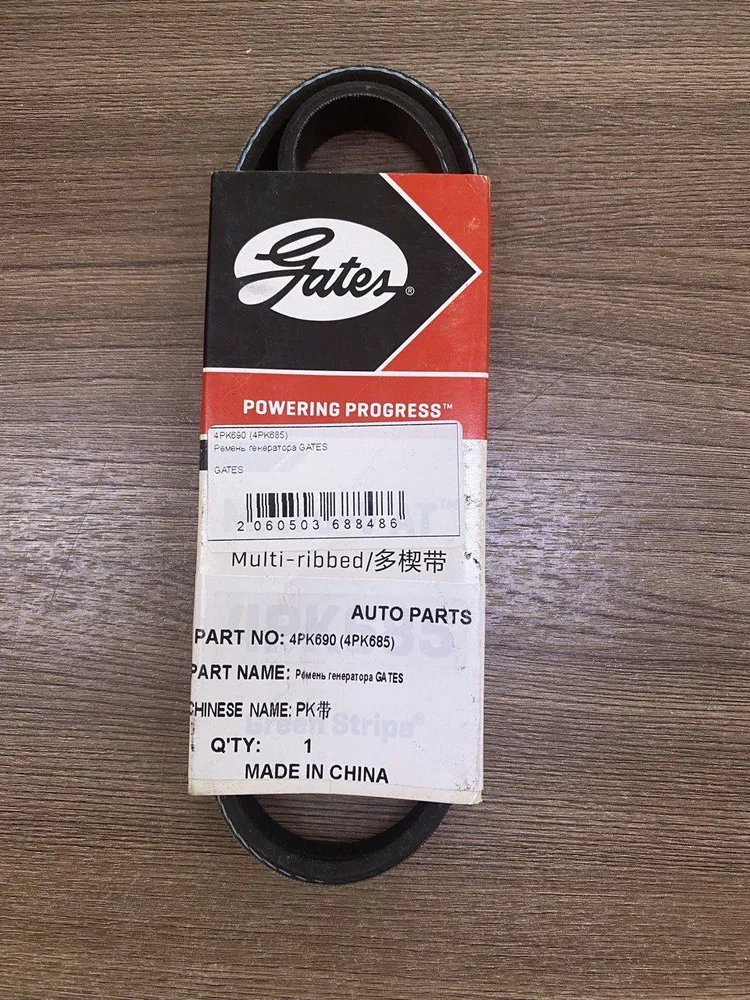 Gates®
POWERING PROGRESS™
4PK690 (4PK685)
Ремень генератора GATES
GATES
2 060503 688486
Multi-ribbed/多楔带
AUTO PARTS
PART NO: 4PK690 (4PK685)
PART NAME: Ремень генератора GATES
CHINESE NAME: PK带
Green Stripe®
Q'TY: 1
MADE IN CHINA